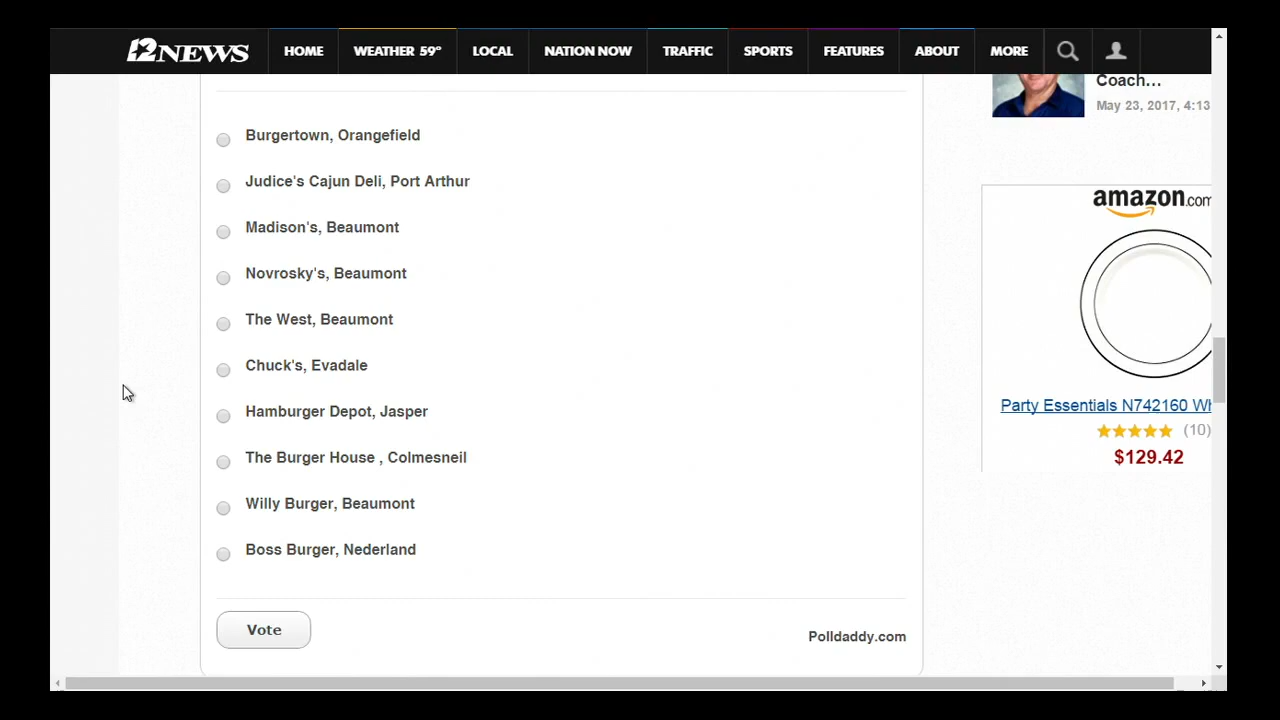 12NEWS HOME WEATHER 59° LOCAL NATION NOW TRAFFIC SPORTS FEATURES ABOUT MORE
Coach...
May 23, 2017, 4:13
Burgertown, Orangefield
Judice's Cajun Deli, Port Arthur
Madison's, Beaumont
Novrosky's, Beaumont
The West, Beaumont
Chuck's, Evadale
Hamburger Depot, Jasper
The Burger House , Colmesneil
Willy Burger, Beaumont
Boss Burger, Nederland
Vote
Polldaddy.com
amazon.com
Party Essentials N742160
(10)
$129.42